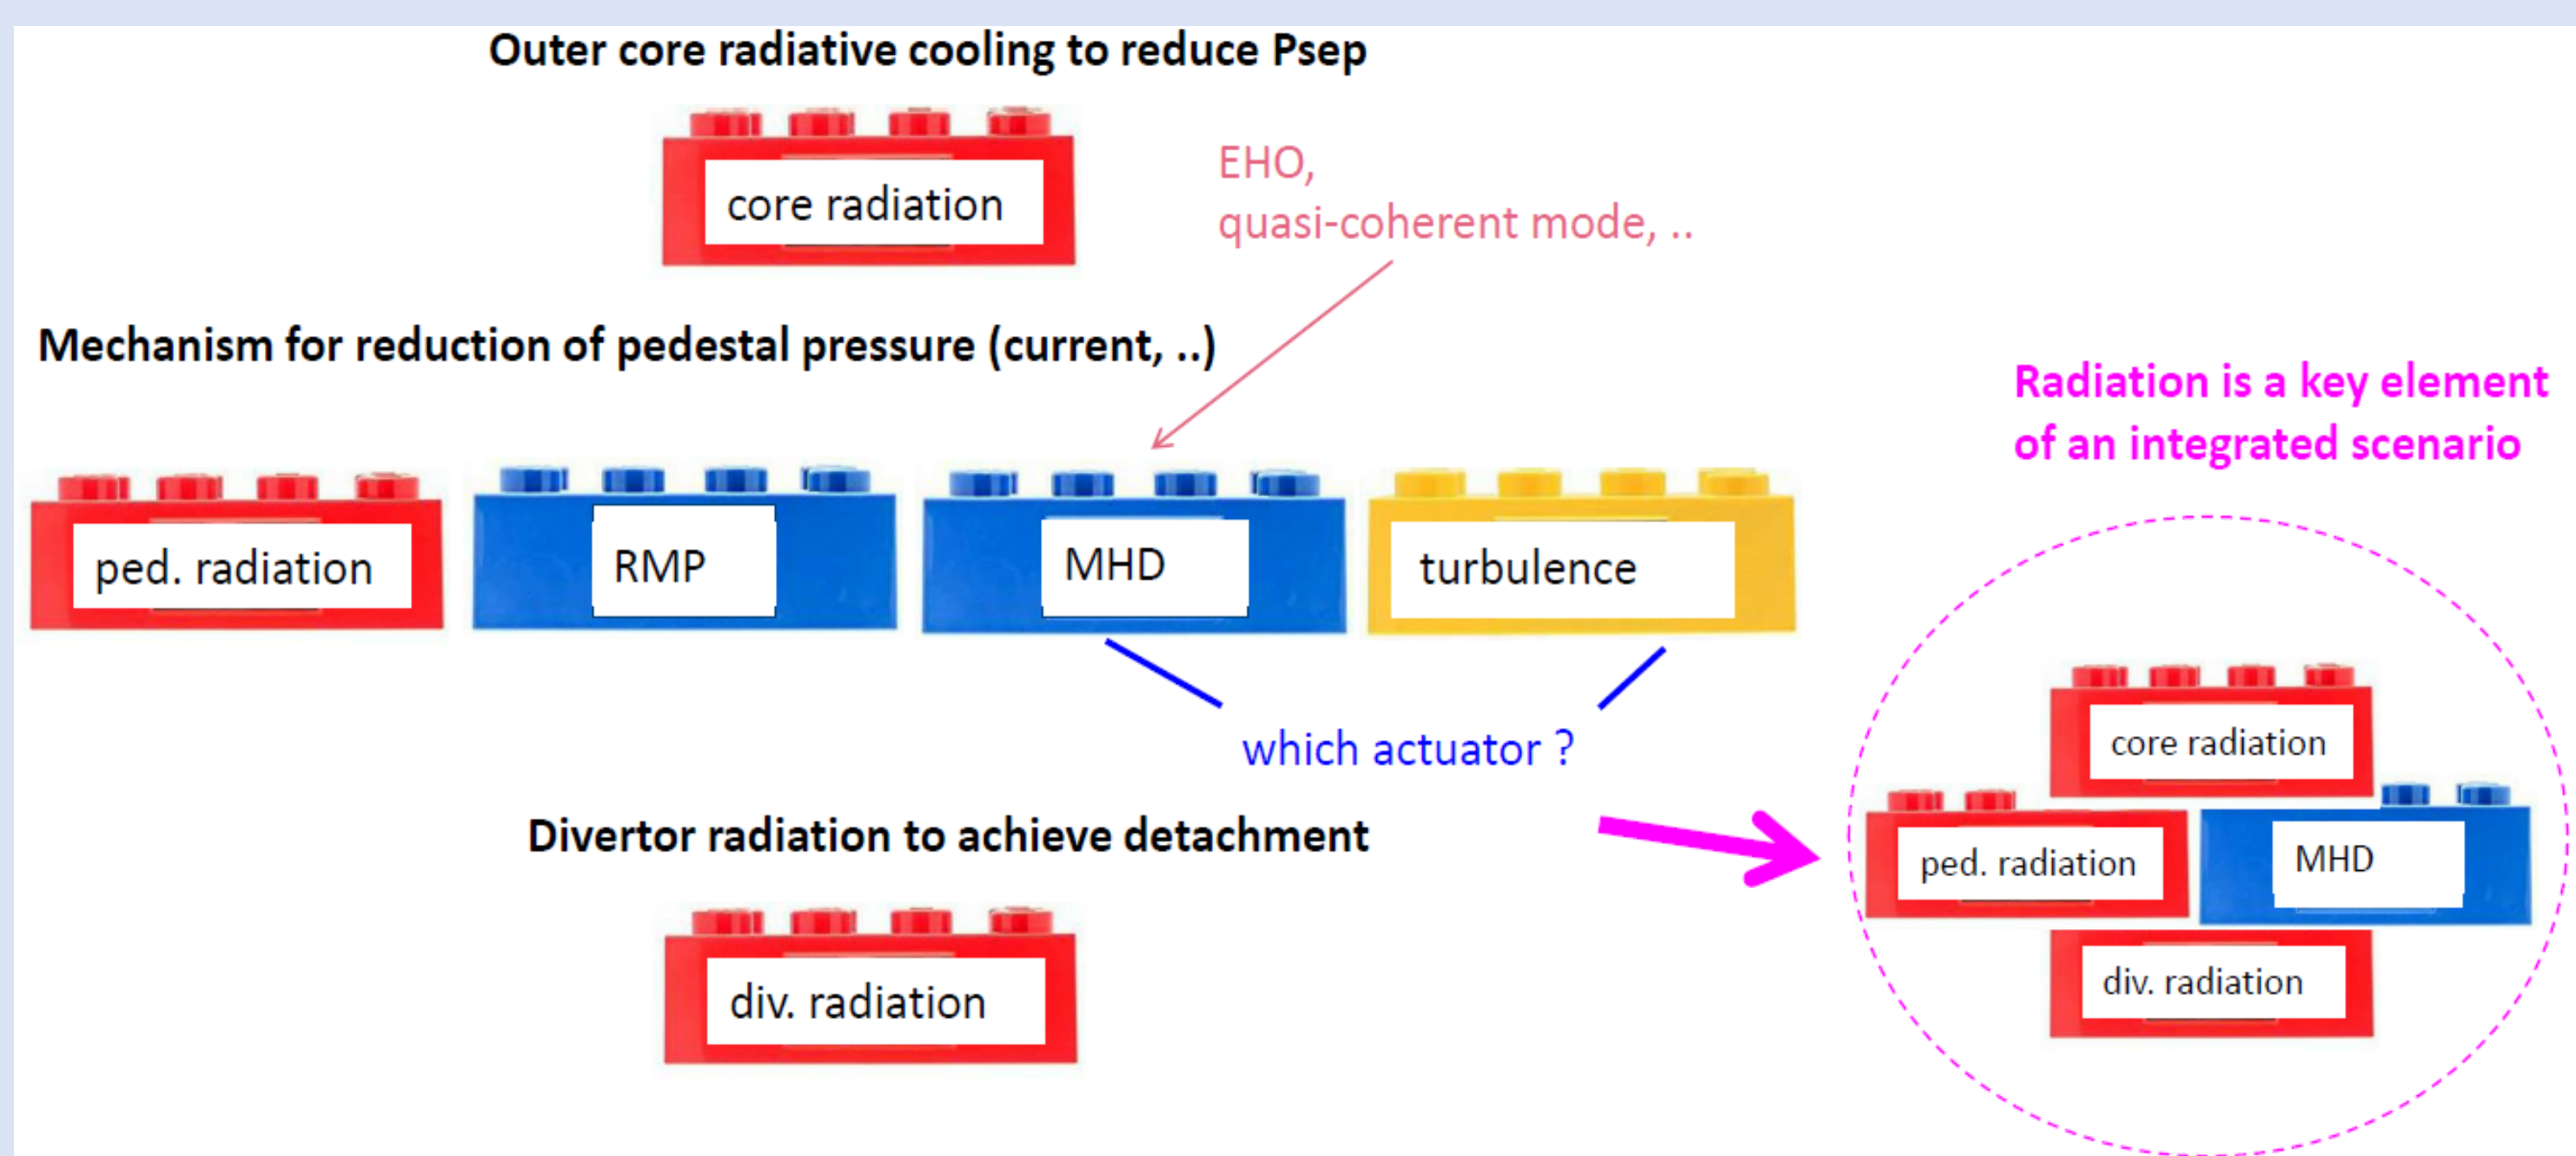 Outer core radiative cooling to reduce Psep
core radiation
EHO,
quasi-coherent mode, ..
Mechanism for reduction of pedestal pressure (current, ..)
ped. radiation
RMP
MHD
turbulence
which actuator ?
Divertor radiation to achieve detachment
div. radiation
Radiation is a key element
of an integrated scenario
core radiation
ped. radiation
MHD
div. radiation